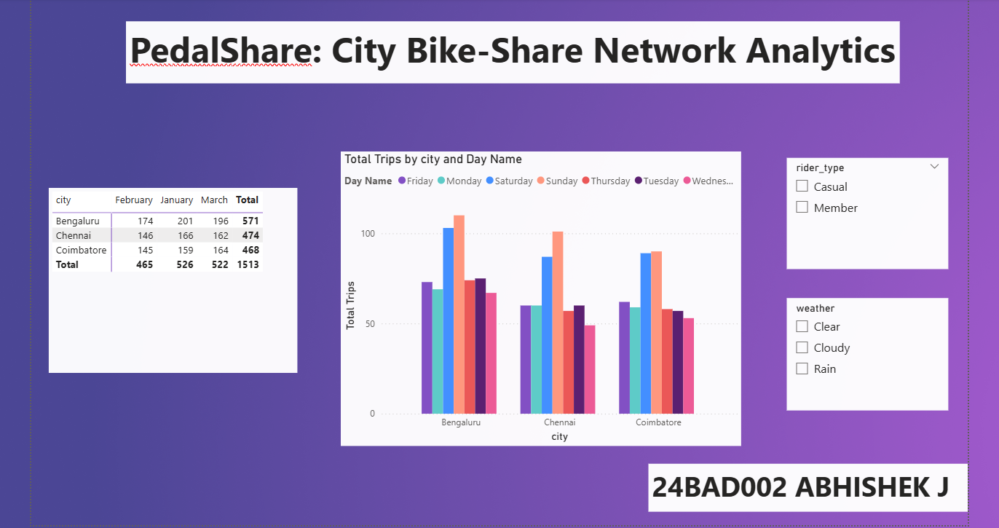 PedalShare: City Bike-Share Network Analytics
city February January March Total
Bengaluru 174 201 196 571
Chennai 146 166 162 474
Coimbatore 145 159 164 468
Total 465 526 522 1513
Total Trips by city and Day Name
Day Name Friday Monday Saturday Sunday Thursday Tuesday Wednes...
Total Trips
100
50
0
Bengaluru Chennai Coimbatore
city
rider_type
Casual
Member
weather
Clear
Cloudy
Rain
24BAD002 ABHISHEK J